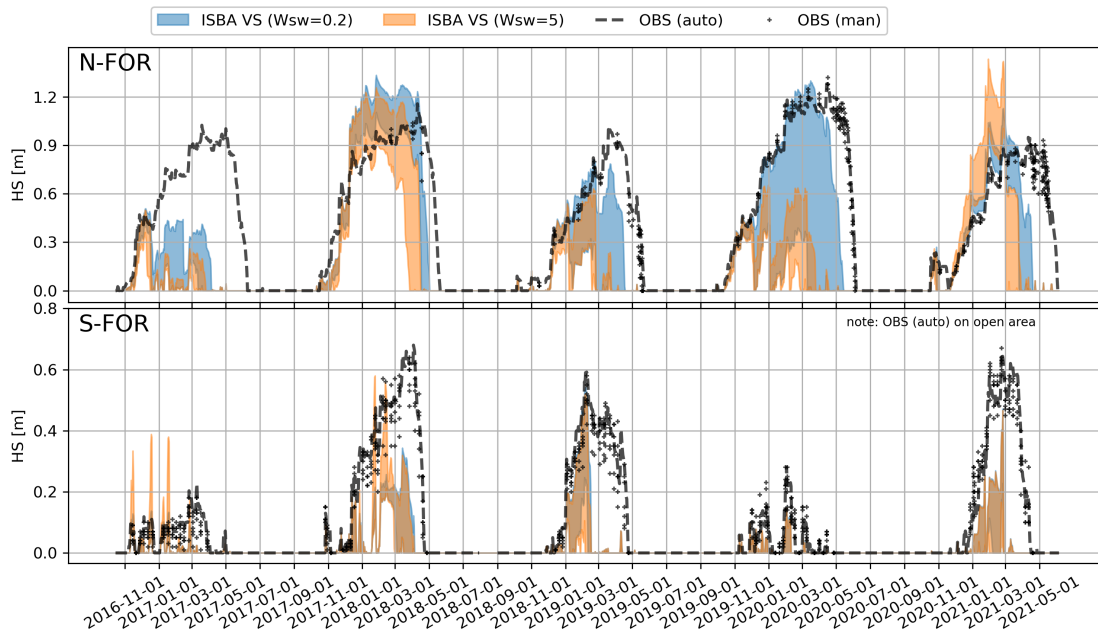 ISBA VS (Wsw=0.2) ISBA VS (Wsw=5) OBS (auto) OBS (man)
N-FOR
HS [m]
1.2
0.9
0.6
0.3
0.0
S-FOR
note: OBS (auto) on open area
HS [m]
0.8
0.6
0.4
0.2
0.0
2016-11-01 2017-01-01 2017-03-01 2017-05-01 2017-07-01 2017-09-01 2017-11-01 2018-01-01 2018-03-01 2018-05-01 2018-07-01 2018-09-01 2018-11-01 2019-01-01 2019-03-01 2019-05-01 2019-07-01 2019-09-01 2019-11-01 2020-01-01 2020-03-01 2020-05-01 2020-07-01 2020-09-01 2020-11-01 2021-01-01 2021-03-01 2021-05-01